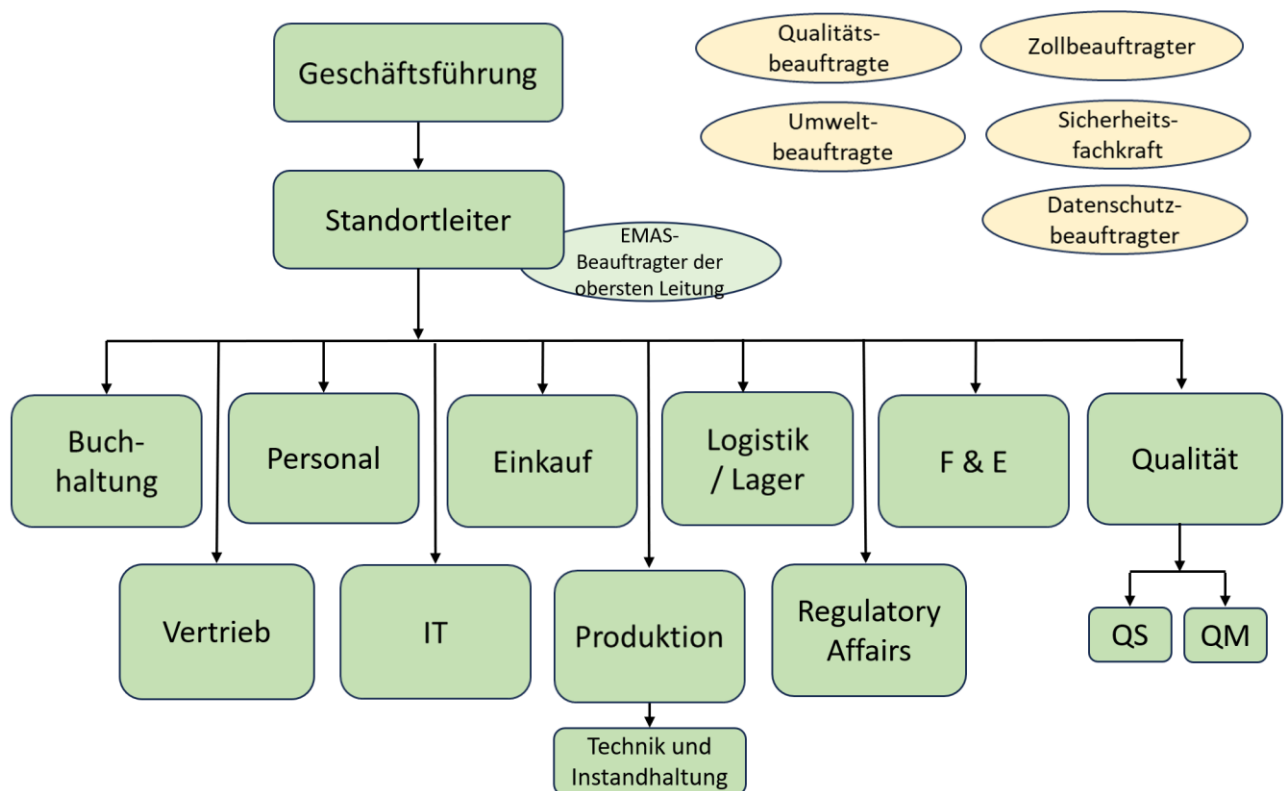 Geschäftsführung
Qualitäts-
beauftragte
Zollbeauftragter
Umwelt-
beauftragte
Sicherheits-
fachkraft
Standortleiter
Datenschutz-
beauftragter
EMAS-
Beauftragter der
obersten Leitung
Buch-
haltung
Personal
Einkauf
Logistik
/ Lager
F & E
Qualität
Vertrieb
IT
Produktion
Regulatory
Affairs
QS
QM
Technik und
Instandhaltung